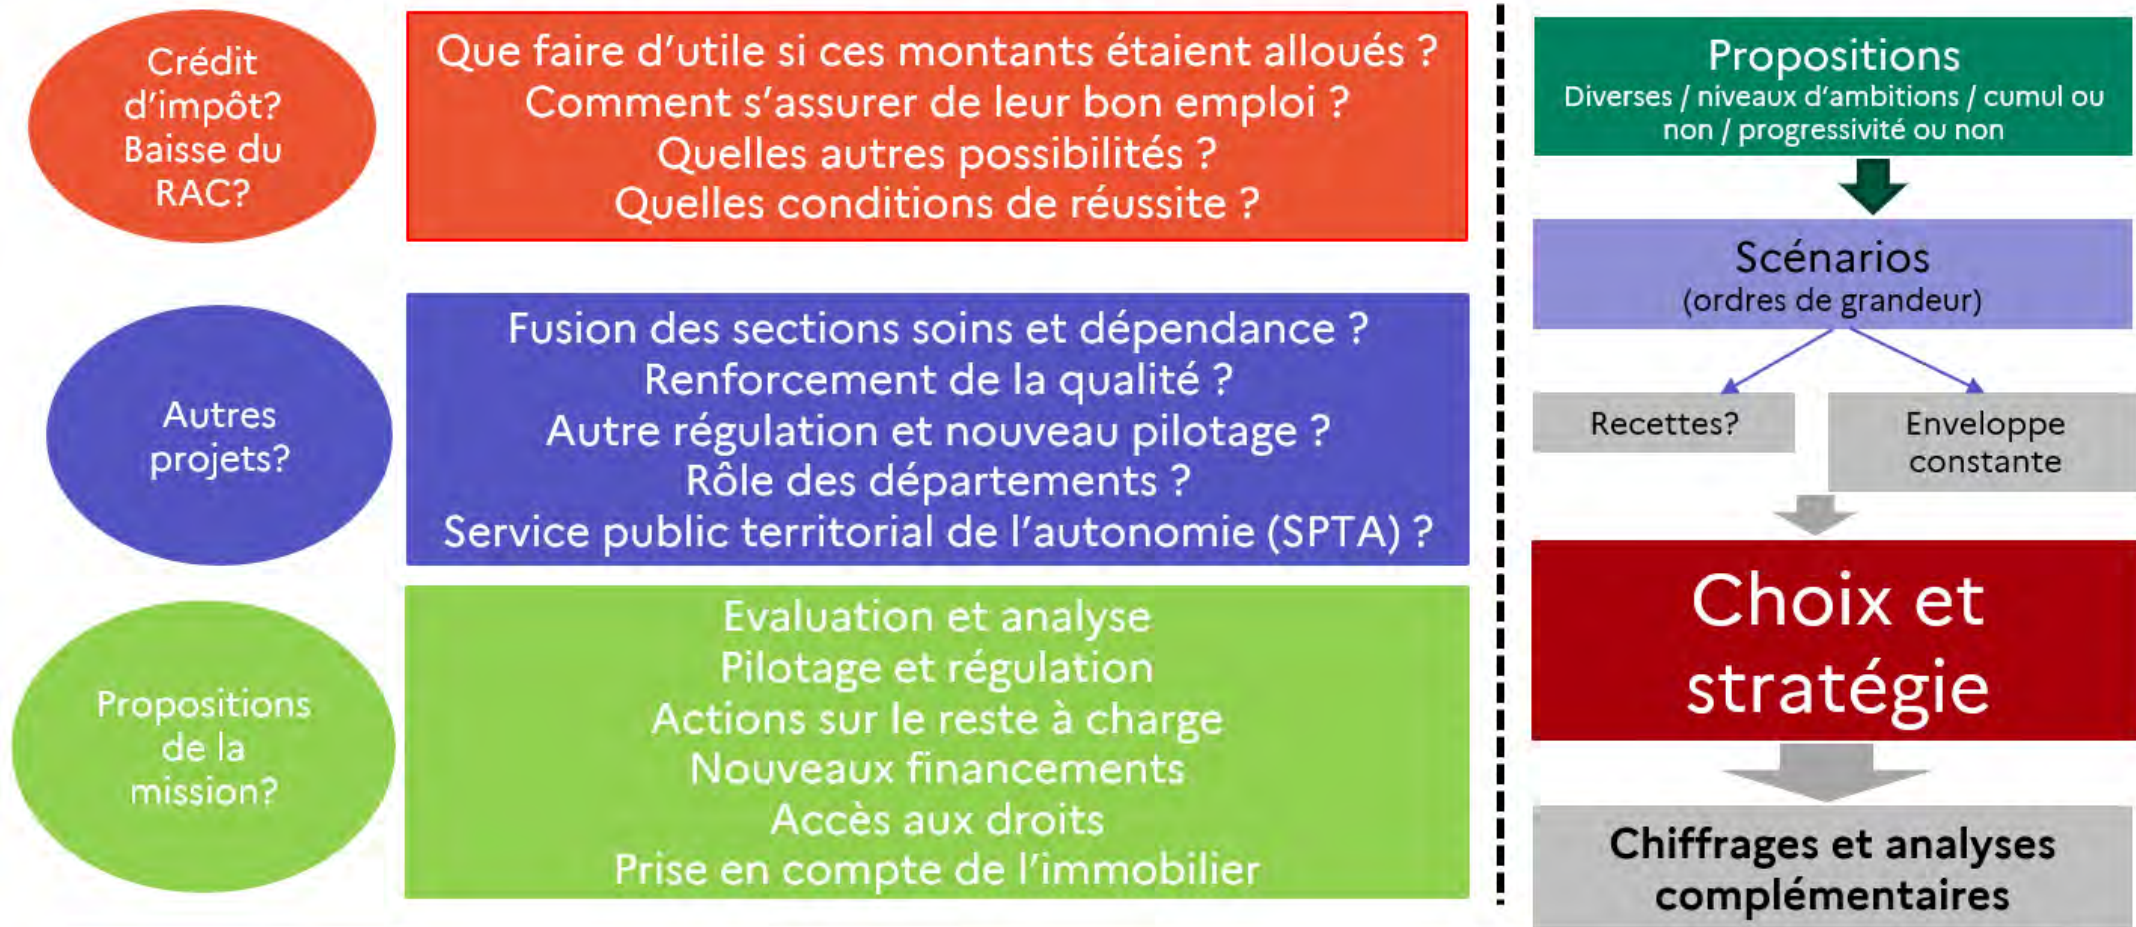 Crédit
d'impôt?
Baisse du
RAC?
Que faire d'utile si ces montants étaient alloués ?
Comment s'assurer de leur bon emploi ?
Quelles autres possibilités ?
Quelles conditions de réussite ?
Autres
projets?
Fusion des sections soins et dépendance ?
Renforcement de la qualité ?
Autre régulation et nouveau pilotage ?
Rôle des départements ?
Service public territorial de l'autonomie (SPTA) ?
Propositions
de la
mission?
Evaluation et analyse
Pilotage et régulation
Actions sur le reste à charge
Nouveaux financements
Accès aux droits
Prise en compte de l'immobilier
Propositions
Diverses / niveaux d'ambitions / cumul ou
non / progressivité ou non
Scénarios
(ordres de grandeur)
Recettes?
Enveloppe
constante
Choix et
stratégie
Chiffrages et analyses
complémentaires